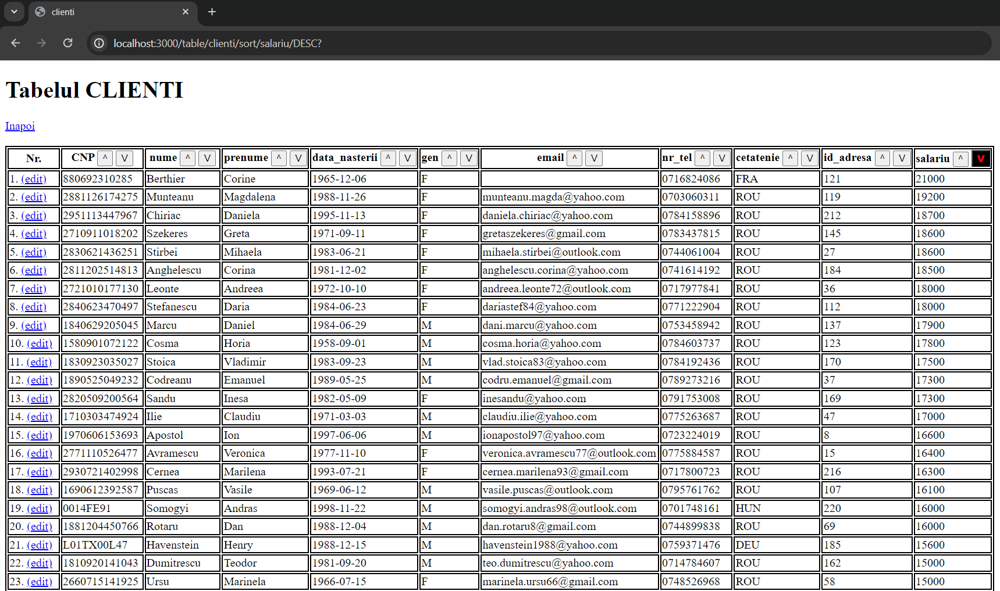 clienti
localhost:3000/table/clienti/sort/salariu/DESC?
Tabelul CLIENTI
Inapoi
Nr. CNP ^ V nume ^ V prenume ^ V data_nasterii ^ V gen ^ V email ^ V nr_tel ^ V cetatenie ^ V id_adresa ^ V salariu ^ V
1. (edit) 880692310285 Berthier Corine 1965-12-06 F 0716824086 FRA 121 21000
2. (edit) 2881126174275 Munteanu Magdalena 1988-11-26 F munteanu.magda@yahoo.com 0703060311 ROU 119 19200
3. (edit) 2951113447967 Chiriac Daniela 1995-11-13 F daniela.chiriac@yahoo.com 0784158896 ROU 212 18700
4. (edit) 2710911018202 Szekeres Greta 1971-09-11 F gretaszekeres@gmail.com 0783437815 ROU 145 18600
5. (edit) 2830621436251 Stirbei Mihaela 1983-06-21 F mihaela.stirbei@outlook.com 0744061004 ROU 27 18600
6. (edit) 2811202514813 Anghelescu Corina 1981-12-02 F anghelescu.corina@yahoo.com 0741614192 ROU 184 18500
7. (edit) 2721010177130 Leonte Andreea 1972-10-10 F andreea.leonte72@outlook.com 0717977841 ROU 36 18000
8. (edit) 2840623470497 Stefanescu Daria 1984-06-23 F dariastef84@yahoo.com 0771222904 ROU 112 18000
9. (edit) 1840629205045 Marcu Daniel 1984-06-29 M dani.marcu@yahoo.com 0753458942 ROU 137 17900
10. (edit) 1580901072122 Cosma Horia 1958-09-01 M cosma.horia@yahoo.com 0784603737 ROU 123 17800
11. (edit) 1830923035027 Stoica Vladimir 1983-09-23 M vlad.stoica83@yahoo.com 0784192436 ROU 170 17500
12. (edit) 1890525049232 Codreanu Emanuel 1989-05-25 M codru.emanuel@gmail.com 0789273216 ROU 37 17300
13. (edit) 2820509200564 Sandu Inesa 1982-05-09 F inesandu@yahoo.com 0791753008 ROU 169 17300
14. (edit) 1710303474924 Ilie Claudiu 1971-03-03 M claudiu.ilie@yahoo.com 0775263687 ROU 47 17000
15. (edit) 1970606153693 Apostol Ion 1997-06-06 M ionapostol97@yahoo.com 0723224019 ROU 8 16600
16. (edit) 2771110526477 Avramescu Veronica 1977-11-10 F veronica.avramescu77@outlook.com 0775884587 ROU 15 16400
17. (edit) 2930721402998 Cernea Marilena 1993-07-21 F cernea.marilena93@gmail.com 0717800723 ROU 216 16300
18. (edit) 1690612392587 Puscas Vasile 1969-06-12 M vasile.puscas@outlook.com 0795761762 ROU 107 16100
19. (edit) 0014FE91 Somogyi Andras 1998-11-22 M somogyi.andras98@outlook.com 0701748161 HUN 220 16000
20. (edit) 1881204450766 Rotaru Dan 1988-12-04 M dan.rotaru8@gmail.com 0744899838 ROU 69 16000
21. (edit) L01TX00L47 Havenstein Henry 1988-12-15 M havenstein1988@yahoo.com 0759371476 DEU 185 15600
22. (edit) 1810920141043 Dumitrescu Teodor 1981-09-20 M teo.dumitrescu@yahoo.com 0714784607 ROU 162 15000
23. (edit) 2660715141925 Ursu Marinela 1966-07-15 F marinela.ursu66@gmail.com 0748526968 ROU 58 15000